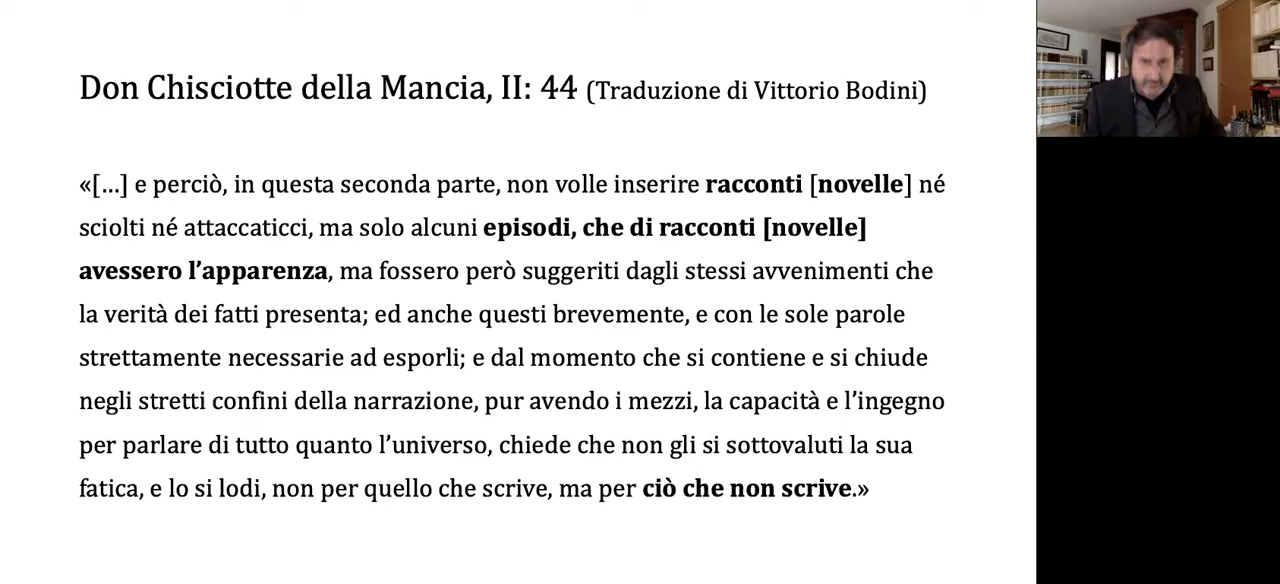 Don Chisciotte della Mancia, II: 44 (Traduzione di Vittorio Bodini)
«[…] e perciò, in questa seconda parte, non volle inserire racconti [novelle] né
sciolti né attaccaticci, ma solo alcuni episodi, che di racconti [novelle]
avessero l’apparenza, ma fossero però suggeriti dagli stessi avvenimenti che
la verità dei fatti presenta; ed anche questi brevemente, e con le sole parole
strettamente necessarie ad esporli; e dal momento che si contiene e si chiude
negli stretti confini della narrazione, pur avendo i mezzi, la capacità e l’ingegno
per parlare di tutto quanto l’universo, chiede che non gli si sottovaluti la sua
fatica, e lo si lodi, non per quello che scrive, ma per ciò che non scrive.»